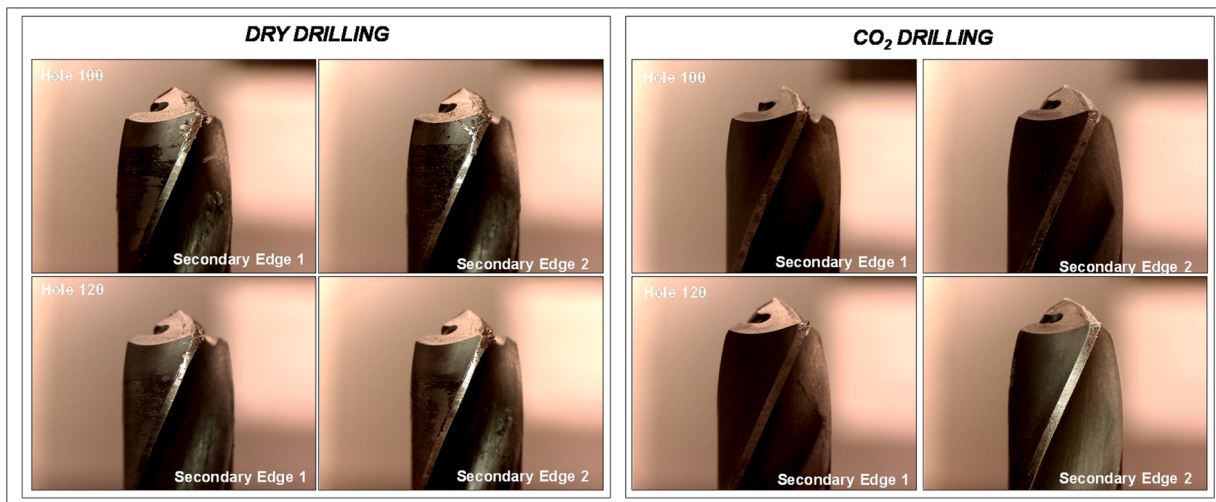 DRY DRILLING
Hole 100
Secondary Edge 1
Secondary Edge 2
Hole 120
Secondary Edge 1
Secondary Edge 2
CO₂ DRILLING
Hole 100
Secondary Edge 1
Secondary Edge 2
Hole 120
Secondary Edge 1
Secondary Edge 2